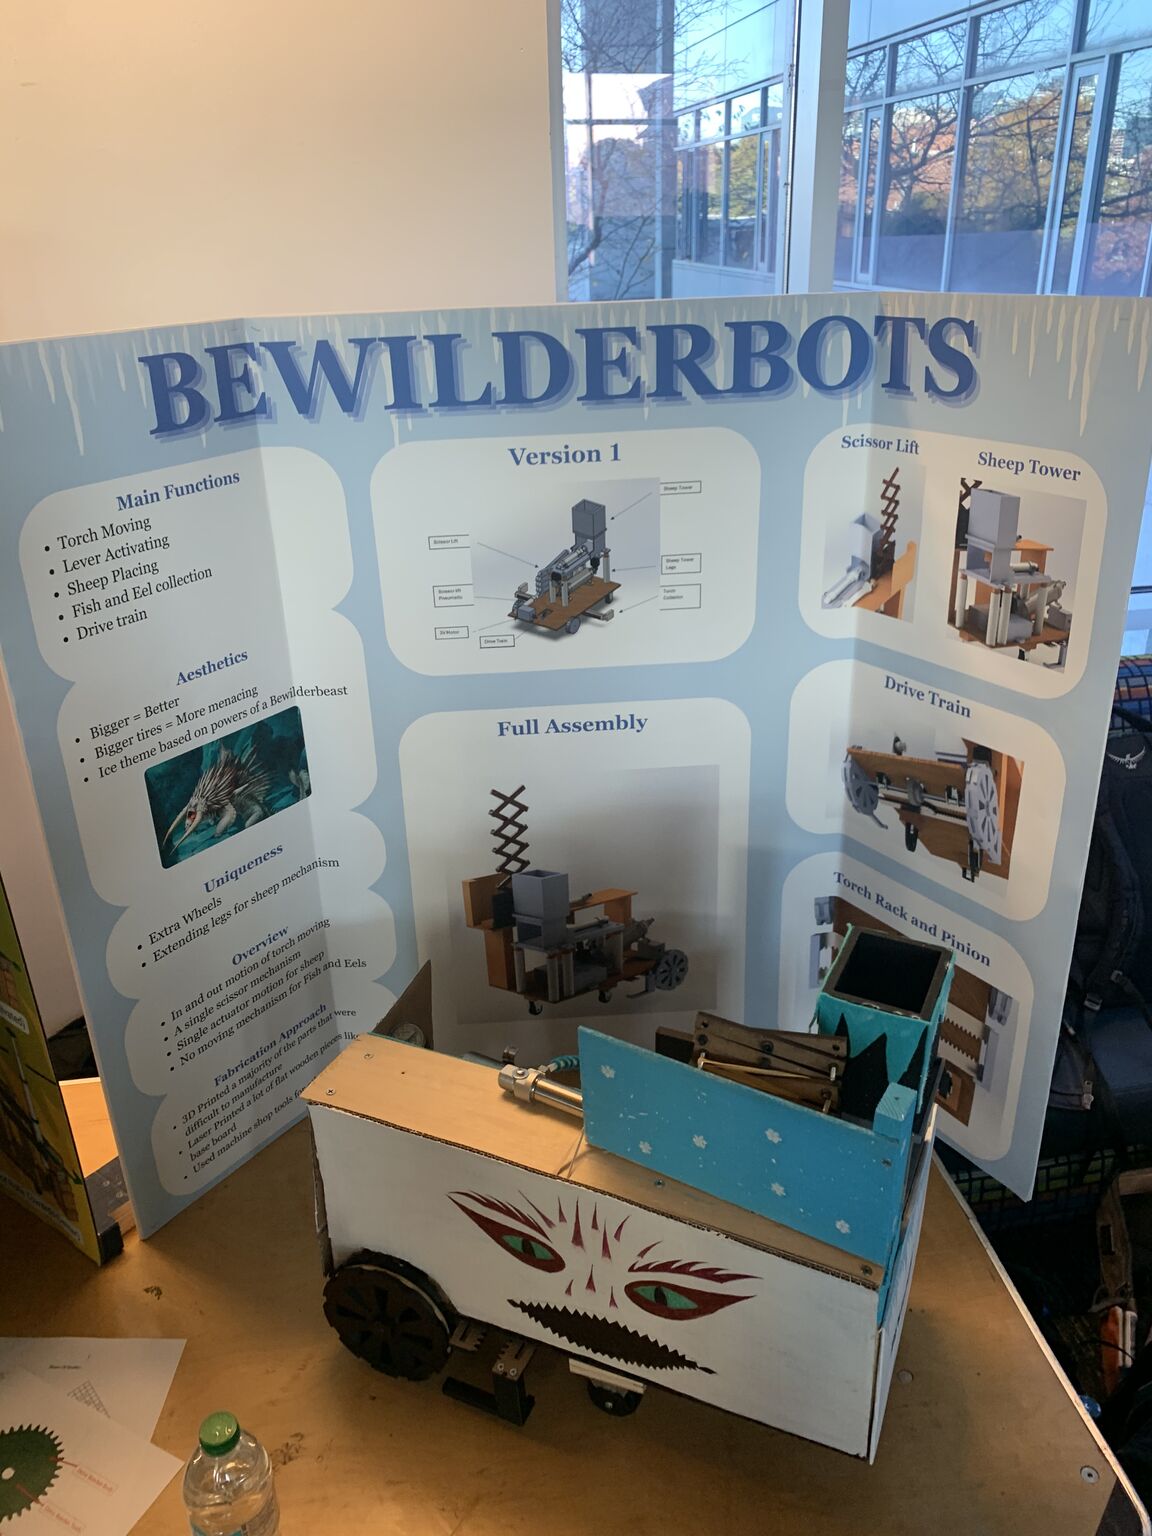 BEWILDERBOTS
Main Functions
• Torch Moving
• Lever Activating
• Sheep Placing
• Fish and Eel collection
• Drive train
Aesthetics
• Bigger = Better
• Bigger tires = More menacing
• Ice theme based on powers of a Bewilderbeast
Uniqueness
• Extra Wheels
• Extending legs for sheep mechanism
Overview
• In and out motion of torch moving
• A single scissor mechanism
• Single actuator motion for sheep
• No moving mechanism for Fish and Eels
Fabrication Approach
• 3D Printed a majority of the parts that were
difficult to manufacture
• Laser Printed a lot of flat wooden pieces like
base board
• Used machine shop tools for
Version 1
Sheep Tower
Scissor Lift
Sheep Tower
Legs
Scissor lift
Pneumatic
Torch
Collection
Drive Train
Full Assembly
Scissor Lift
Sheep Tower
Drive Train
Torch Rack and Pinion